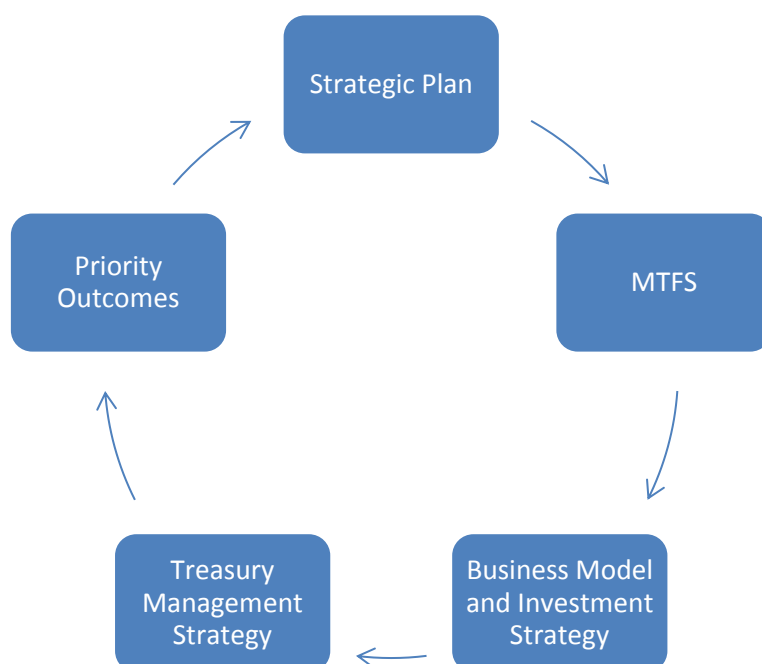 Strategic Plan
MTFS
Business Model
and Investment
Strategy
Treasury
Management
Strategy
Priority
Outcomes